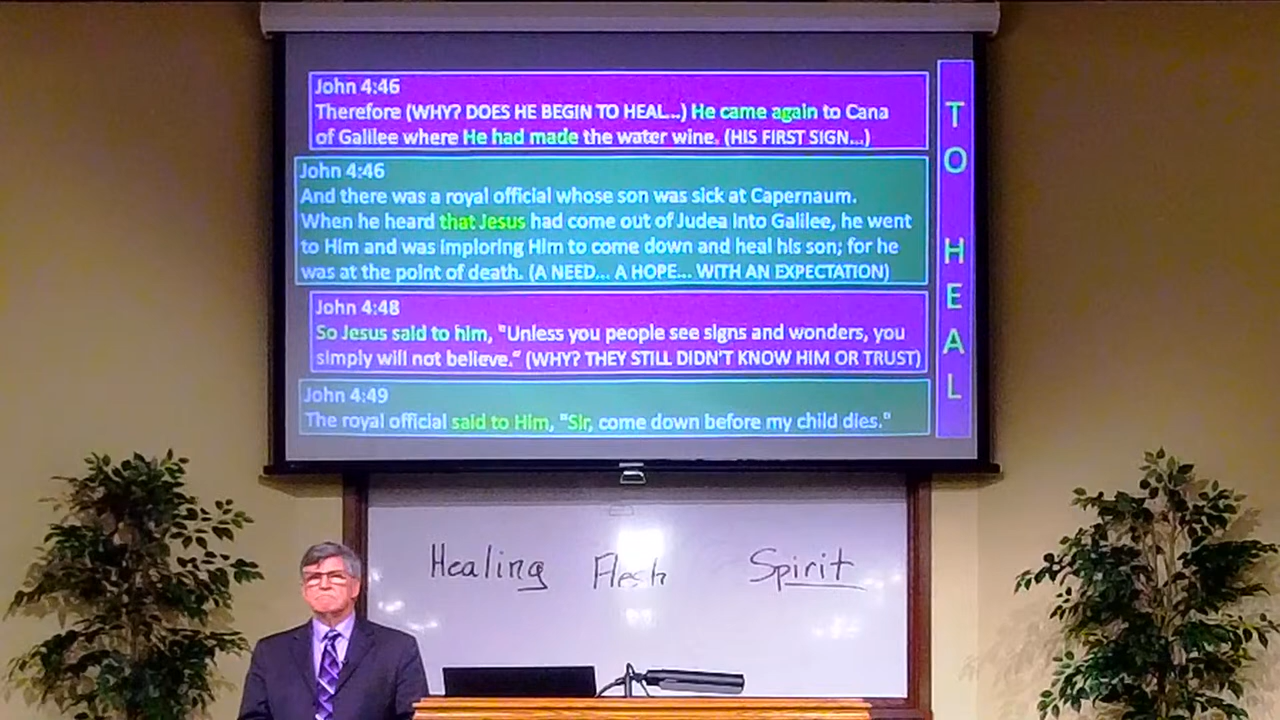 John 4:46
Therefore (WHY? DOES HE BEGIN TO HEAL...) He came again to Cana
of Galilee where He had made the water wine. (HIS FIRST SIGN...)
John 4:46
And there was a royal official whose son was sick at Capernaum.
When he heard that Jesus had come out of Judea into Galilee, he went
to Him and was imploring Him to come down and heal his son; for he
was at the point of death. (A NEED... A HOPE... WITH AN EXPECTATION)
John 4:48
So Jesus said to him, "Unless you people see signs and wonders, you
simply will not believe." (WHY? THEY STILL DIDN'T KNOW HIM OR TRUST)
John 4:49
The royal official said to Him, "Sir, come down before my child dies."
TO HEAL
Healing Flesh Spirit